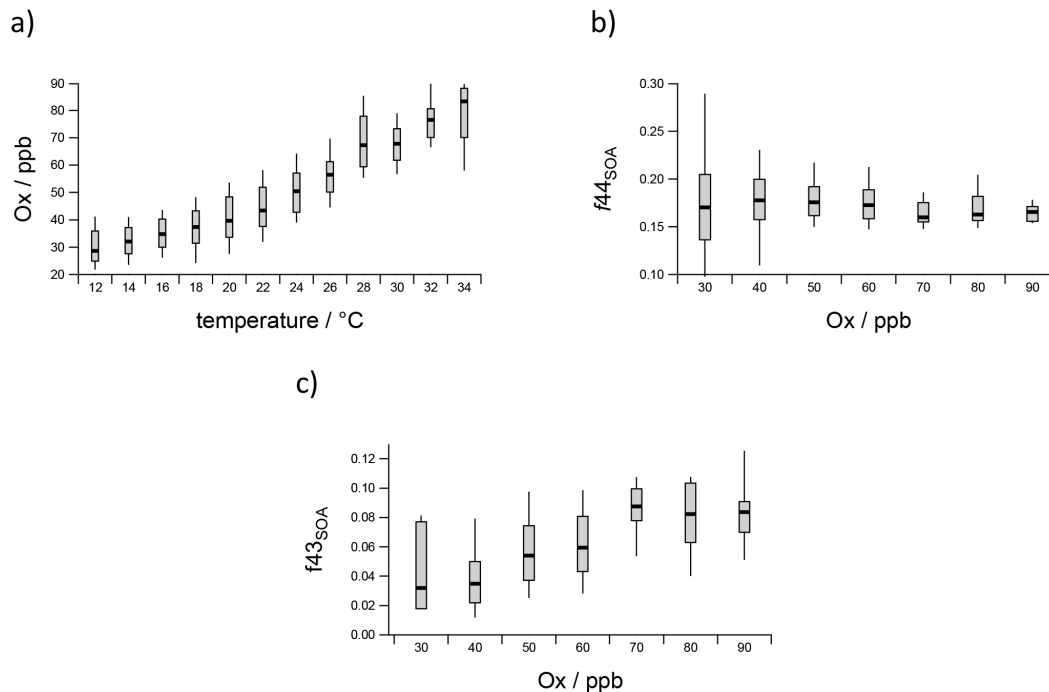 a)
Ox / ppb
90
80
70
60
50
40
30
20
12 14 16 18 20 22 24 26 28 30 32 34
temperature / °C
b)
f44SOA
0.30
0.25
0.20
0.15
0.10
30 40 50 60 70 80 90
Ox / ppb
c)
f43SOA
0.12
0.10
0.08
0.06
0.04
0.02
0.00
30 40 50 60 70 80 90
Ox / ppb